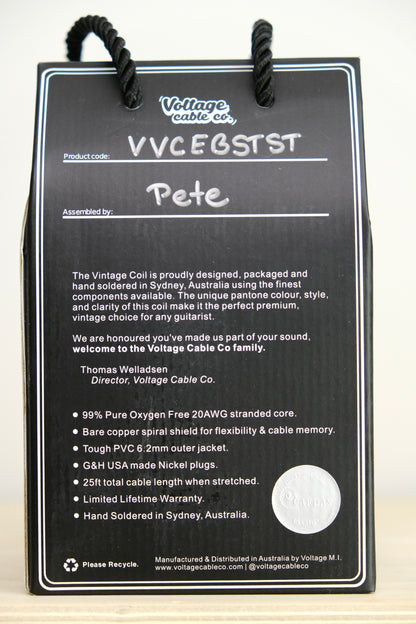 Voltage
cable co.
Product code: VVCEBSTST
Assembled by: Pete
The Vintage Coil is proudly designed, packaged and
hand soldered in Sydney, Australia using the finest
components available. The unique pantone colour, style,
and clarity of this coil make it the perfect premium,
vintage choice for any guitarist.
We are honoured you've made us part of your sound,
welcome to the Voltage Cable Co family.
Thomas Welladsen
Director, Voltage Cable Co.
• 99% Pure Oxygen Free 20AWG stranded core.
• Bare copper spiral shield for flexibility & cable memory.
• Tough PVC 6.2mm outer jacket.
• G&H USA made Nickel plugs.
• 25ft total cable length when stretched.
• Limited Lifetime Warranty.
• Hand Soldered in Sydney, Australia.
Please Recycle.
Manufactured & Distributed in Australia by Voltage M.I.
www.voltagecableco.com | @voltagecableco